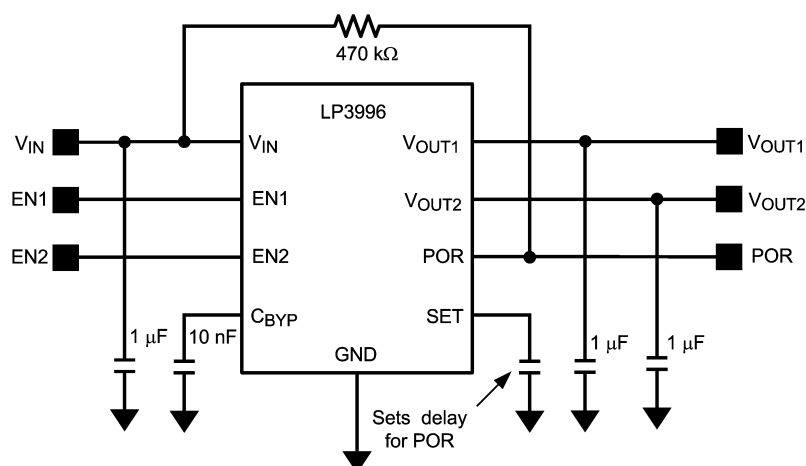 470 kΩ
LP3996
VIN
VIN
VOUT1
VOUT1
EN1
EN1
VOUT2
VOUT2
EN2
EN2
POR
POR
CBYP
SET
1 μF
10 nF
GND
1 μF
1 μF
Sets delay
for POR